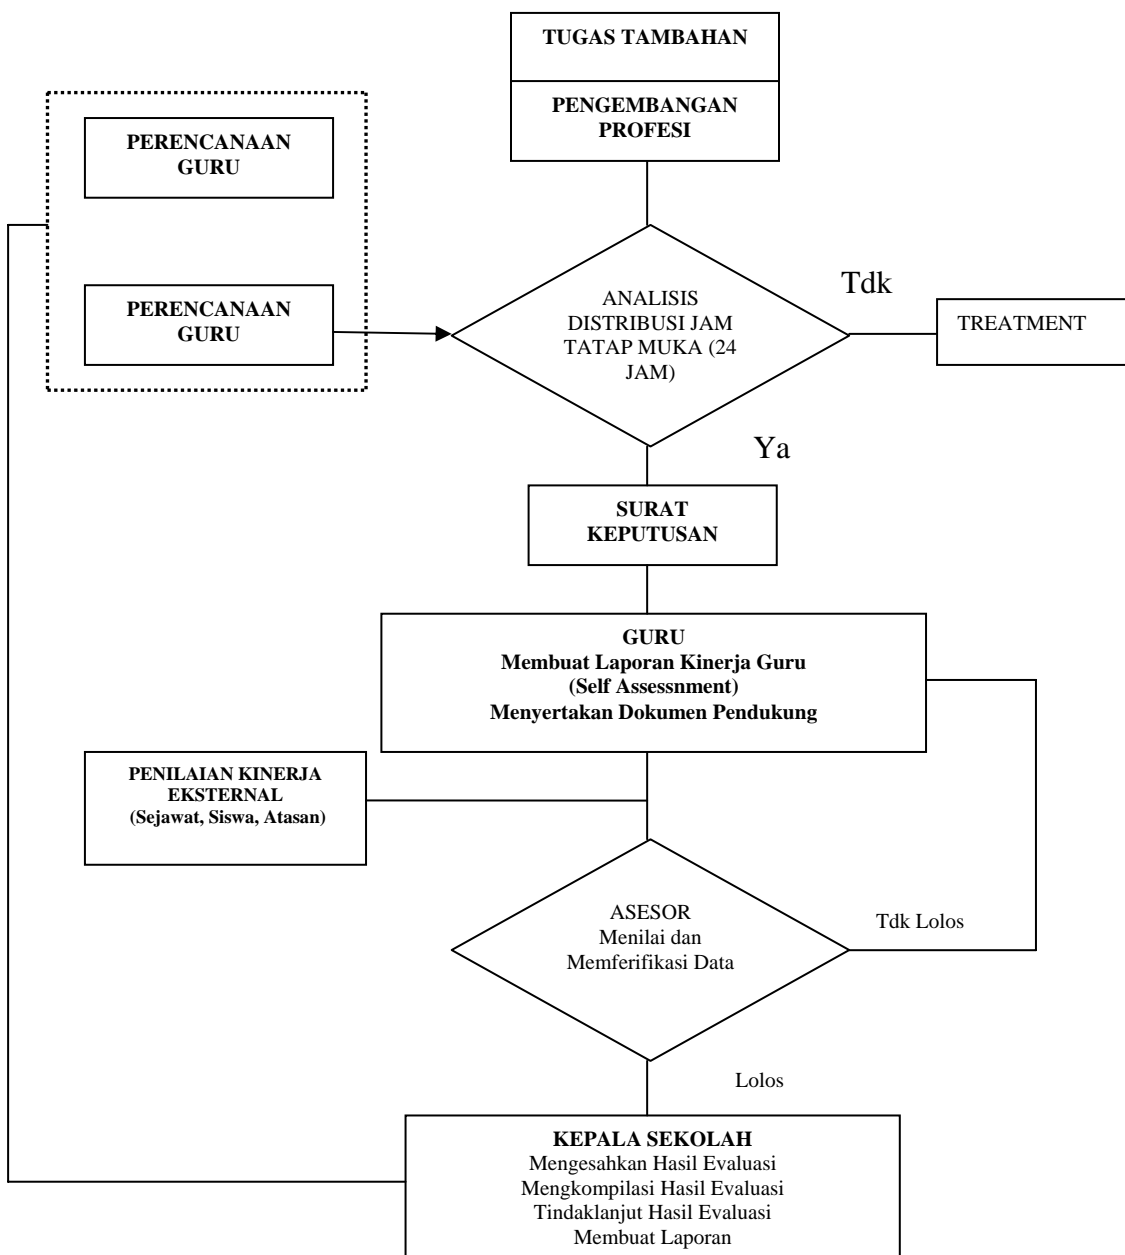 TUGAS TAMBAHAN
PENGEMBANGAN
PROFESI
PERENCANAAN
GURU
PERENCANAAN
GURU
ANALISIS
DISTRIBUSI JAM
TATAP MUKA (24
JAM)
Tdk
TREATMENT
Ya
SURAT
KEPUTUSAN
GURU
Membuat Laporan Kinerja Guru
(Self Assessnment)
Menyertakan Dokumen Pendukung
PENILAIAN KINERJA
EKSTERNAL
(Sejawat, Siswa, Atasan)
ASESOR
Menilai dan
Memferifikasi Data
Tdk Lolos
Lolos
KEPALA SEKOLAH
Mengesahkan Hasil Evaluasi
Mengkompilasi Hasil Evaluasi
Tindaklanjut Hasil Evaluasi
Membuat Laporan